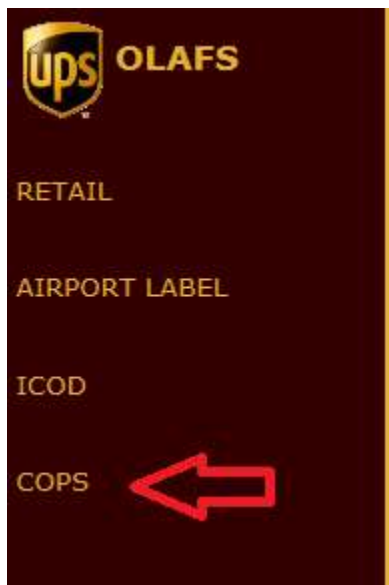 ups OLAFS
RETAIL
AIRPORT LABEL
ICOD
COPS